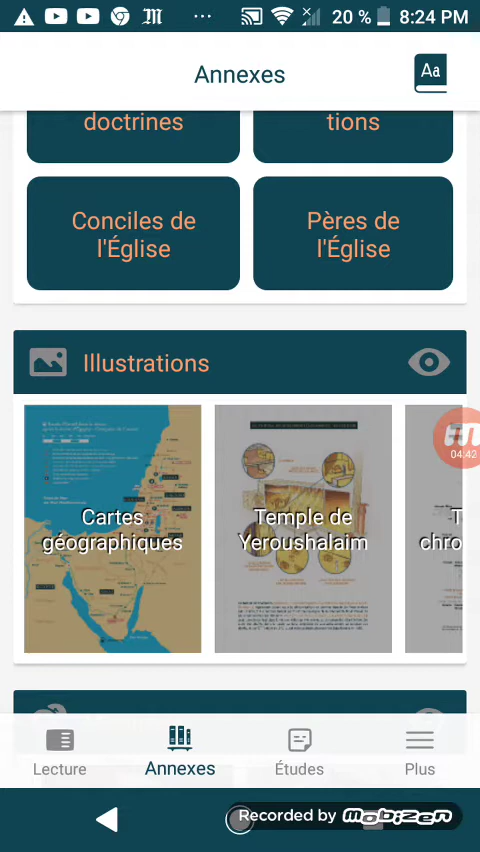 20 % 8:24 PM
Annexes
Aa
doctrines
tions
Conciles de
l'Église
Pères de
l'Église
Illustrations
Cartes
géographiques
Temple de
Yeroushalaim
T
chro
04:42
Lecture
Annexes
Études
Plus
Recorded by MOBIZEN